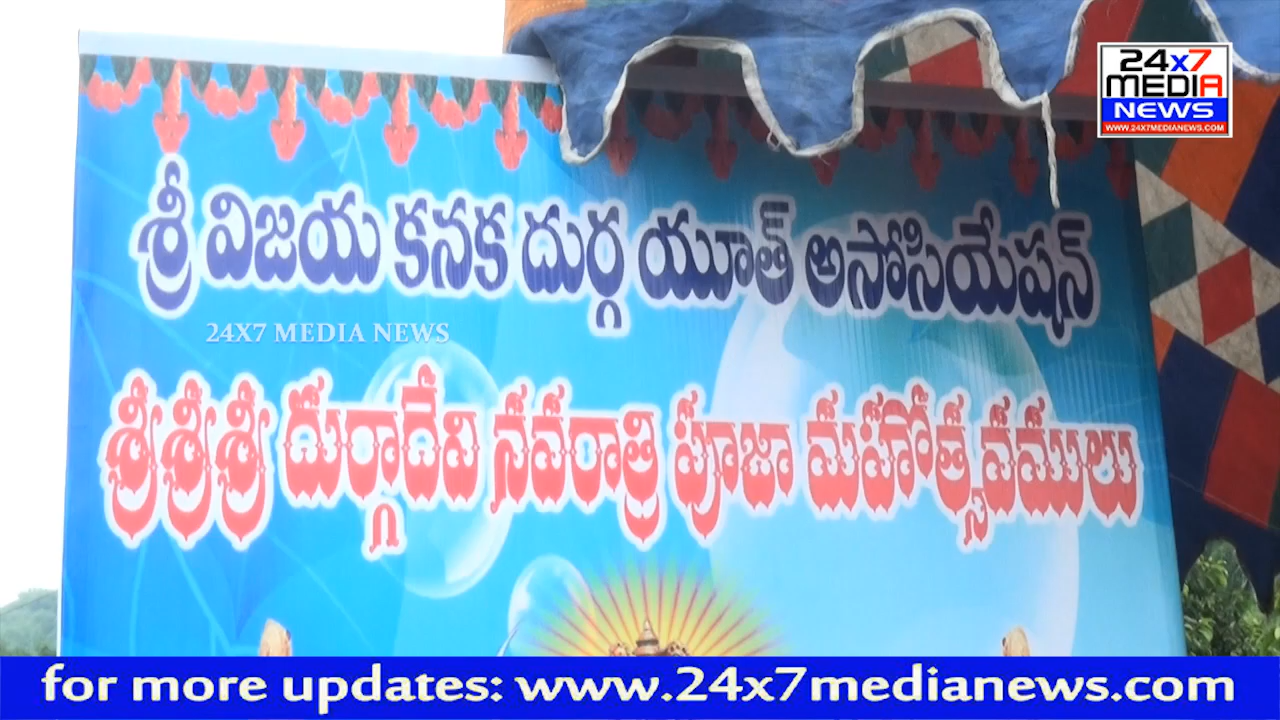 24x7
MEDIA
NEWS
WWW.24X7MEDIANEWS.COM
శ్రీ విజయ కనక దుర్గ యూత్ అసోసియేషన్
24X7 MEDIA NEWS
శ్రీశ్రీశ్రీ దుర్గాదేవి నవరాత్రి పూజా మహోత్సవములు
for more updates: www.24x7medianews.com